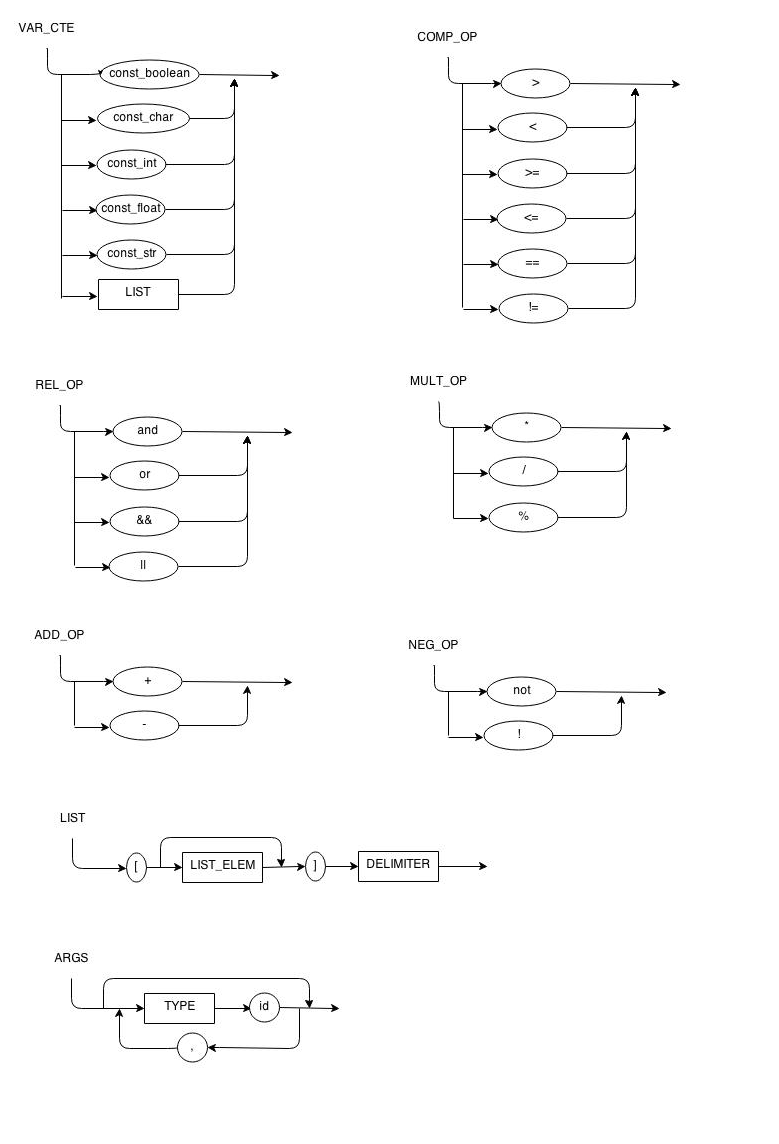 VAR_CTE
const_boolean
const_char
const_int
const_float
const_str
LIST
COMP_OP
>
<
>=
<=
==
!=
REL_OP
and
or
&&
||
MULT_OP
*
/
%
ADD_OP
+
-
NEG_OP
not
!
LIST
[ LIST_ELEM ] DELIMITER
ARGS
TYPE id
,